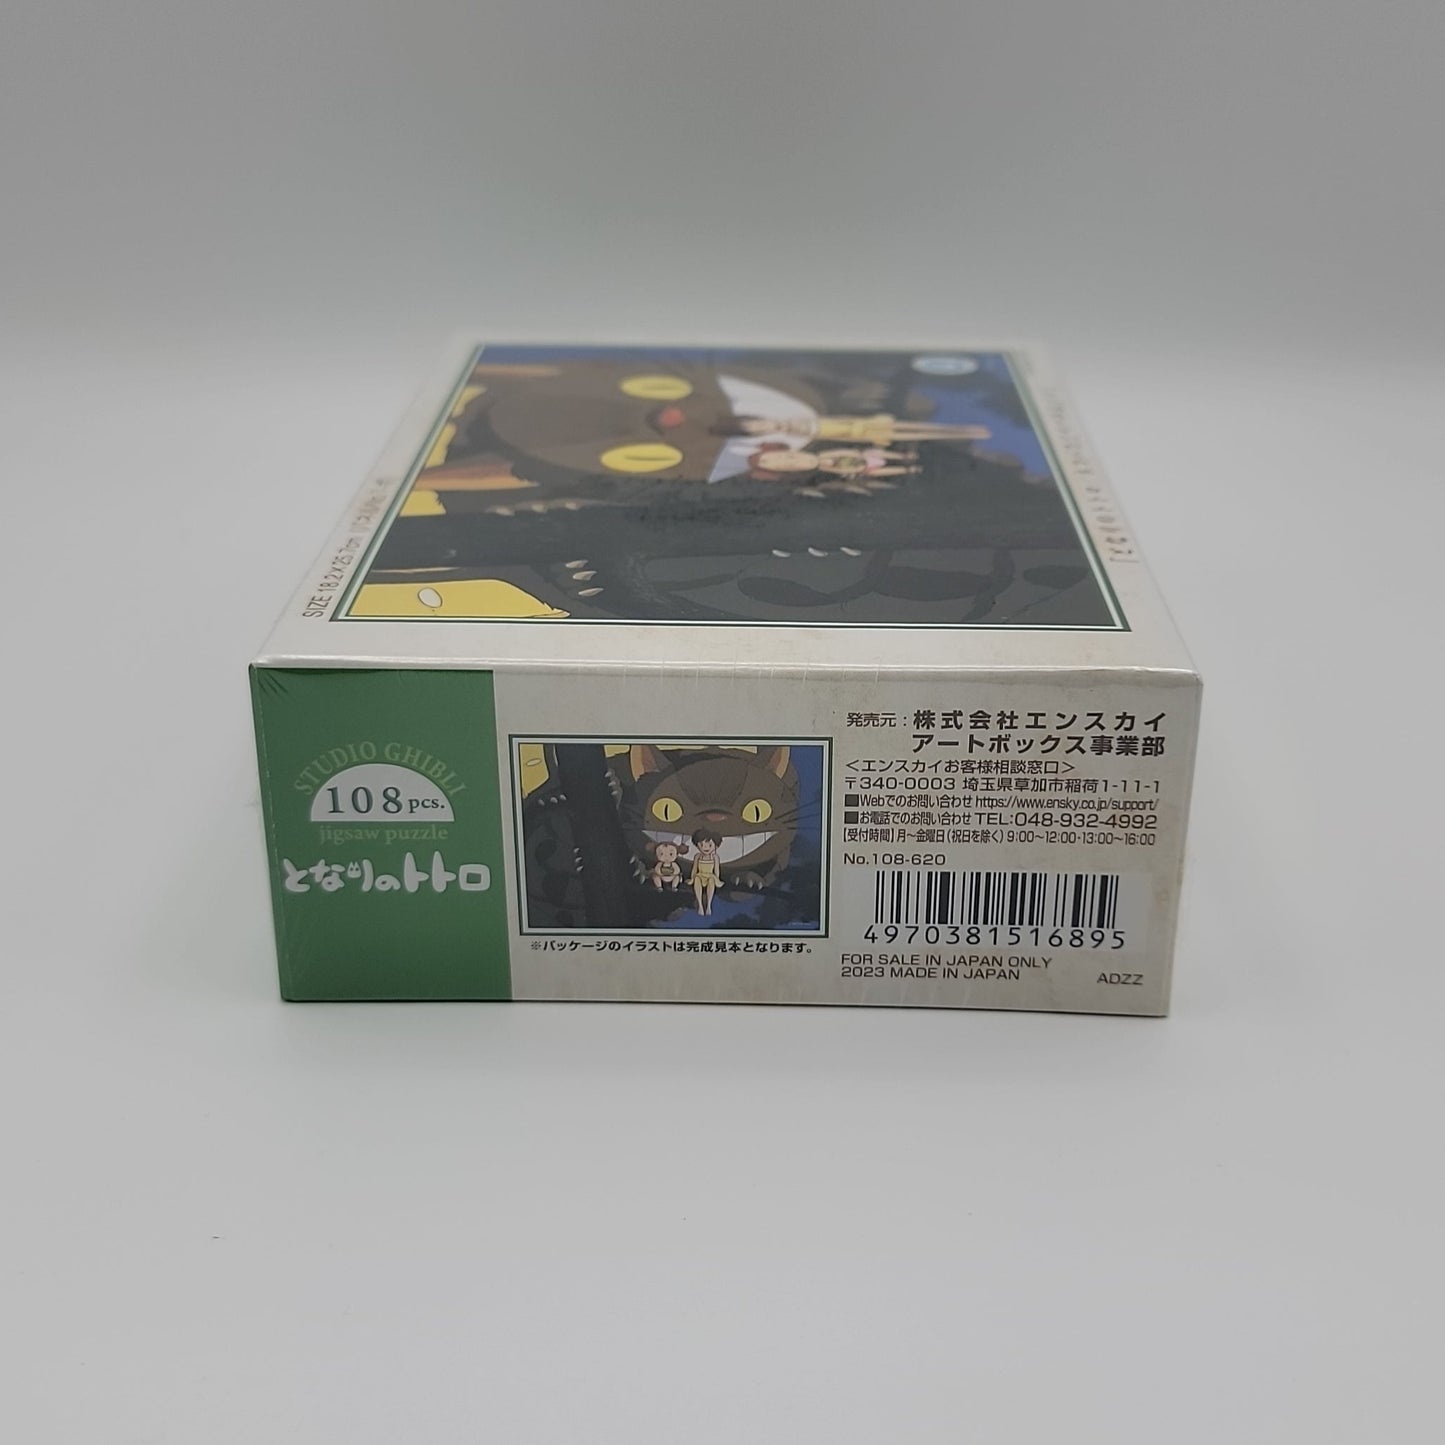 SIZE 18.2×25.7cm
STUDIO GHIBLI
108pcs.
jigsaw puzzle
となりのトトロ
※パッケージのイラストは完成見本となります。
発売元：株式会社エンスカイ
アートボックス事業部
＜エンスカイお客様相談窓口＞
〒340-0003 埼玉県草加市稲荷1-11-1
■Webでのお問い合わせ https://www.ensky.co.jp/support/
■お電話でのお問い合わせ TEL:048-932-4992
【受付時間】月〜金曜日(祝日を除く) 9:00〜12:00・13:00〜16:00
No.108-620
4970381516895
FOR SALE IN JAPAN ONLY
2023 MADE IN JAPAN
ADZZ